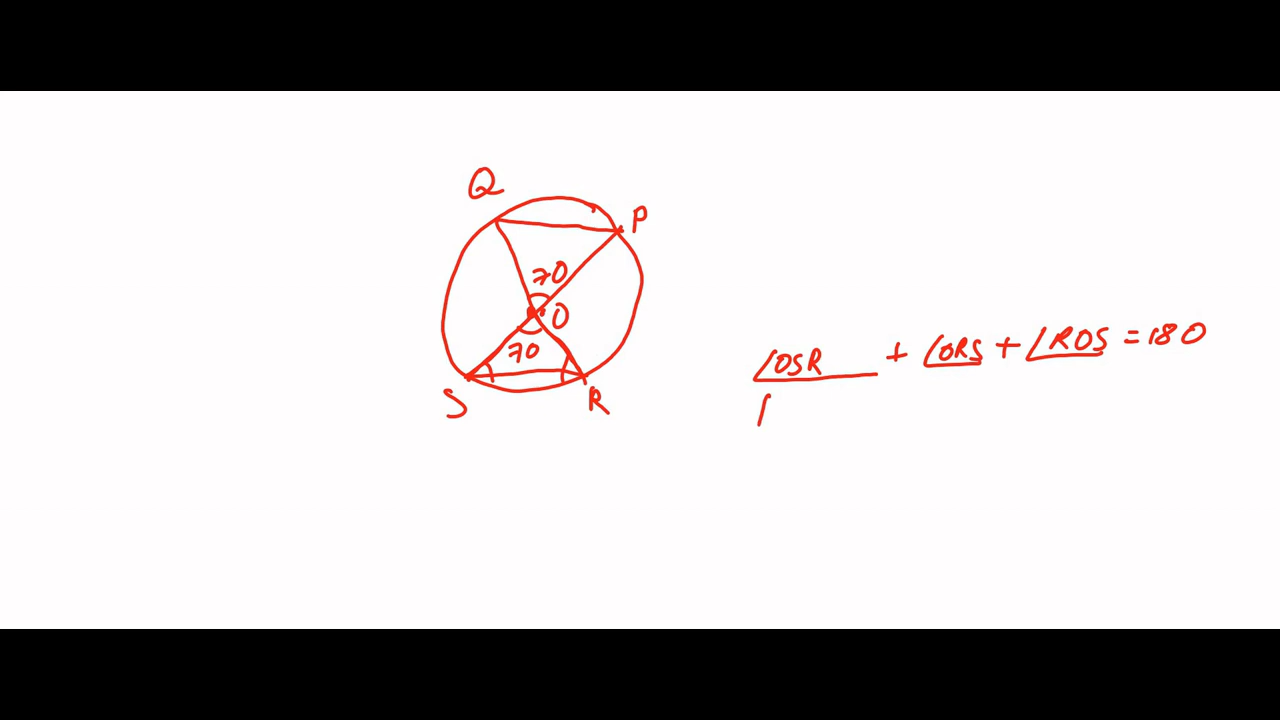 Q
P
70
O
70
S
R
∠OSR + ∠ORS + ∠ROS = 180